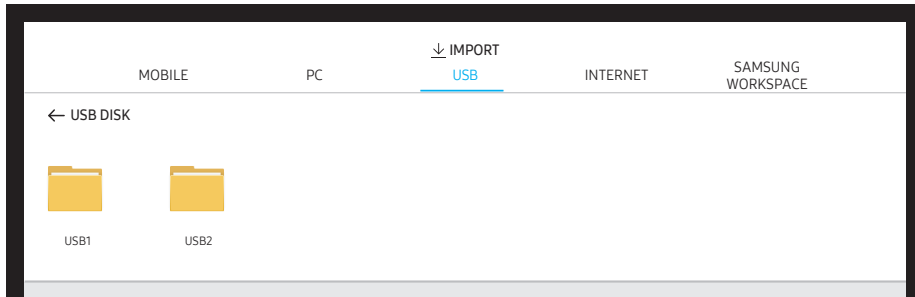 IMPORT
MOBILE PC USB INTERNET SAMSUNG
WORKSPACE
USB DISK
USB1 USB2